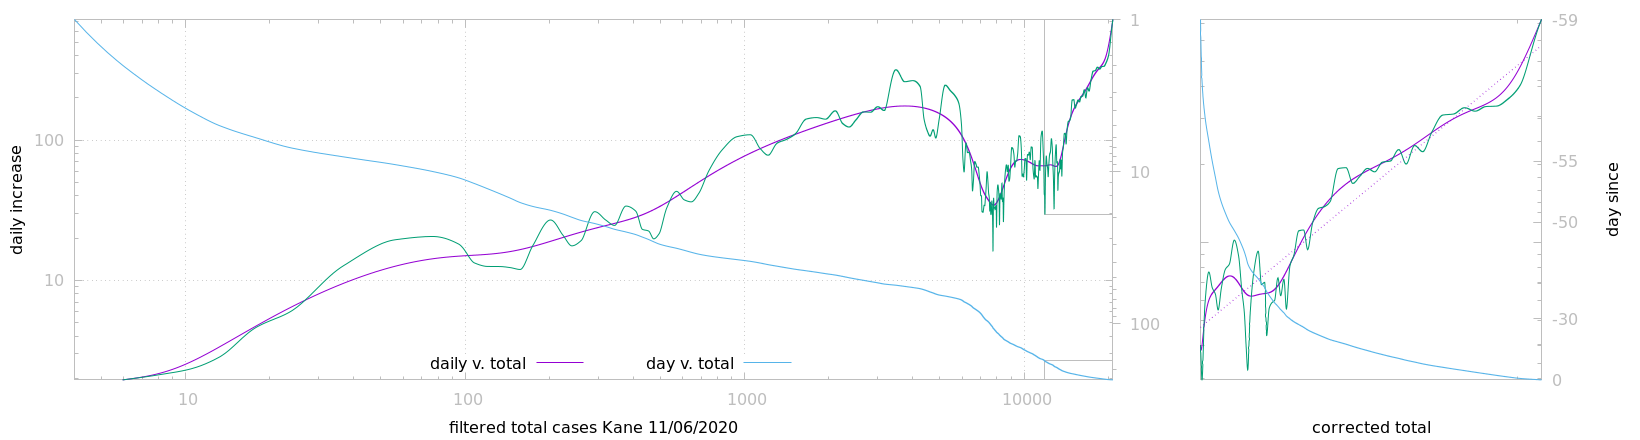 daily increase
100
10
daily v. total
day v. total
10
100
1000
10000
filtered total cases Kane 11/06/2020
1
10
100
-59
-55
-50
-30
0
day since
corrected total